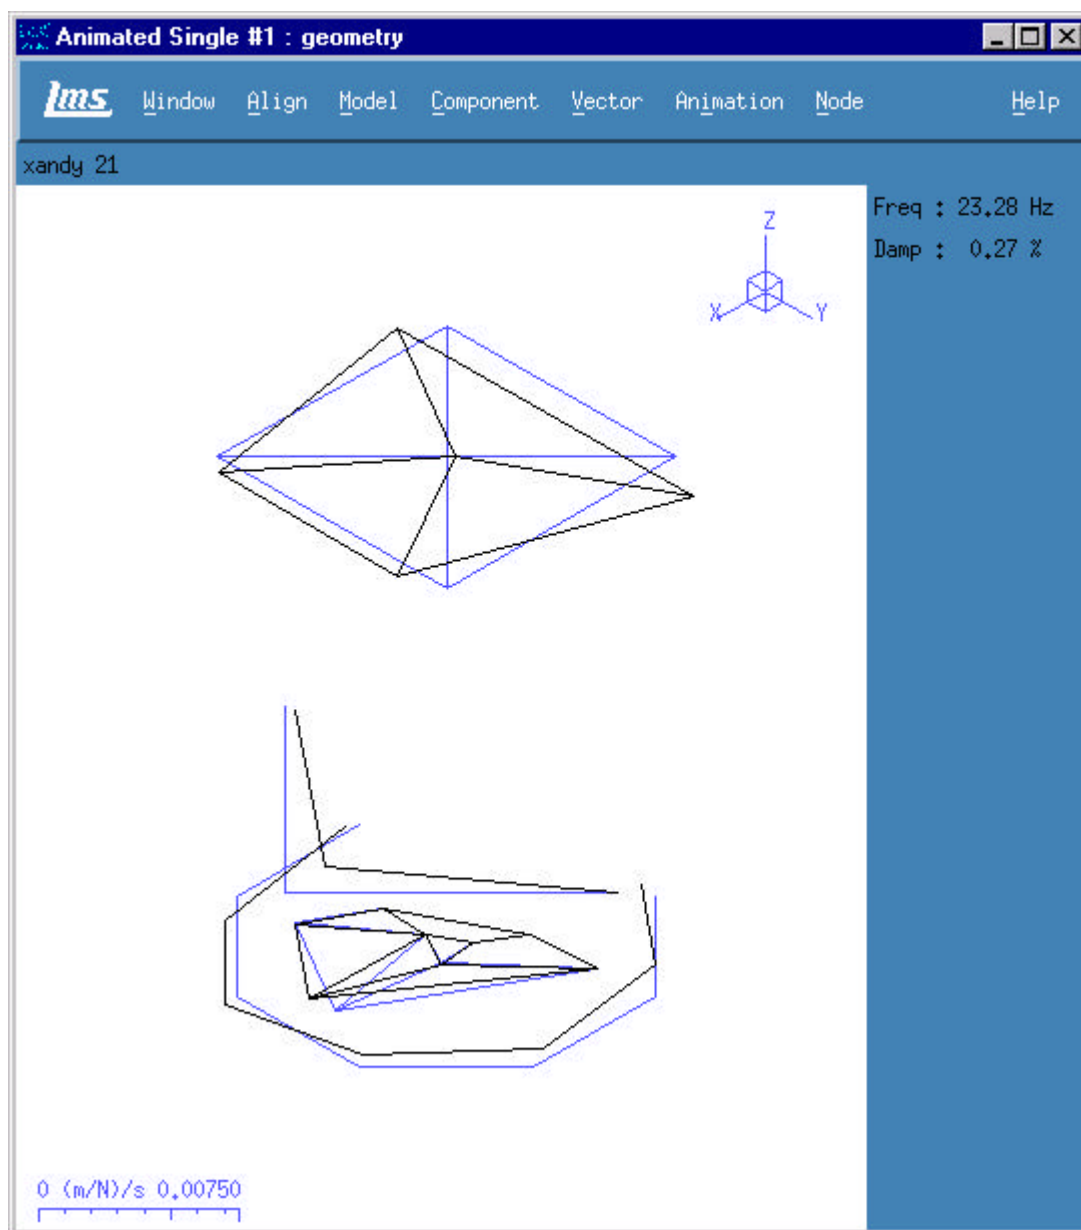 Animated Single #1 : geometry
lms Window Align Model Component Vector Animation Node Help
xandy 21
Freq : 23.28 Hz
Damp : 0.27 %
Z
X Y
0 (m/N)/s 0.00750